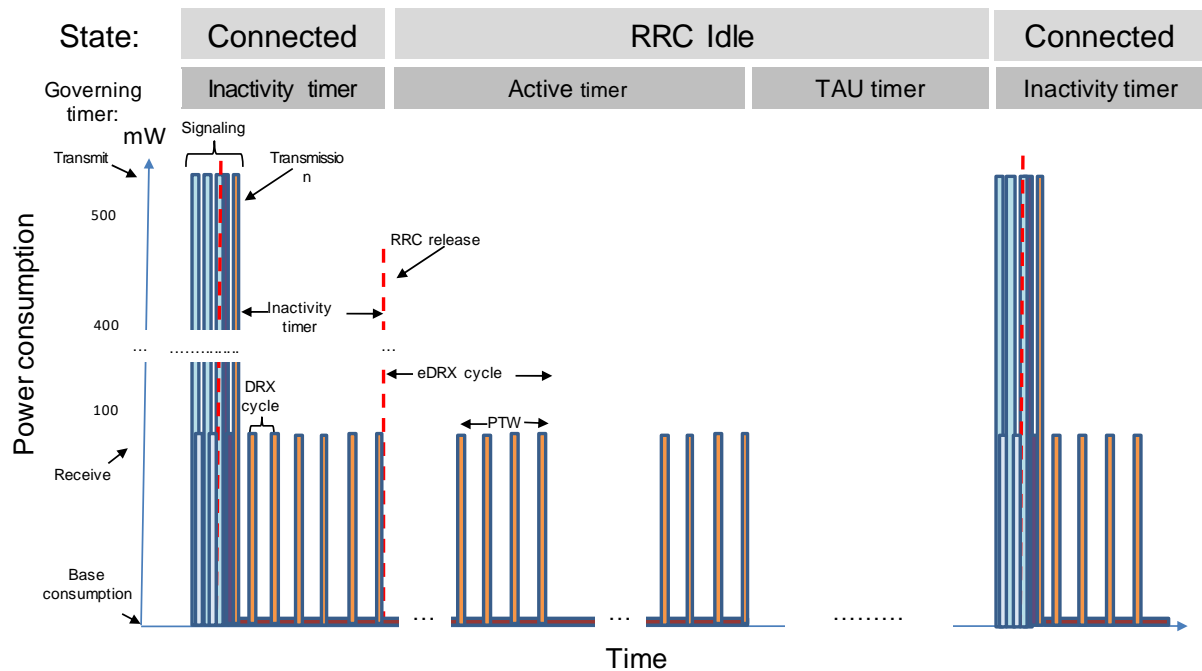 State:
Connected
RRC Idle
Connected
Governing
timer:
Inactivity timer
Active timer
TAU timer
Inactivity timer
mW
Signaling
Transmit
Transmissio
n
500
RRC release
Inactivity
timer
400
...
...............
...
eDRX cycle
DRX
cycle
100
PTW
Receive
Power consumption
Base
consumption
...
...
.........
Time